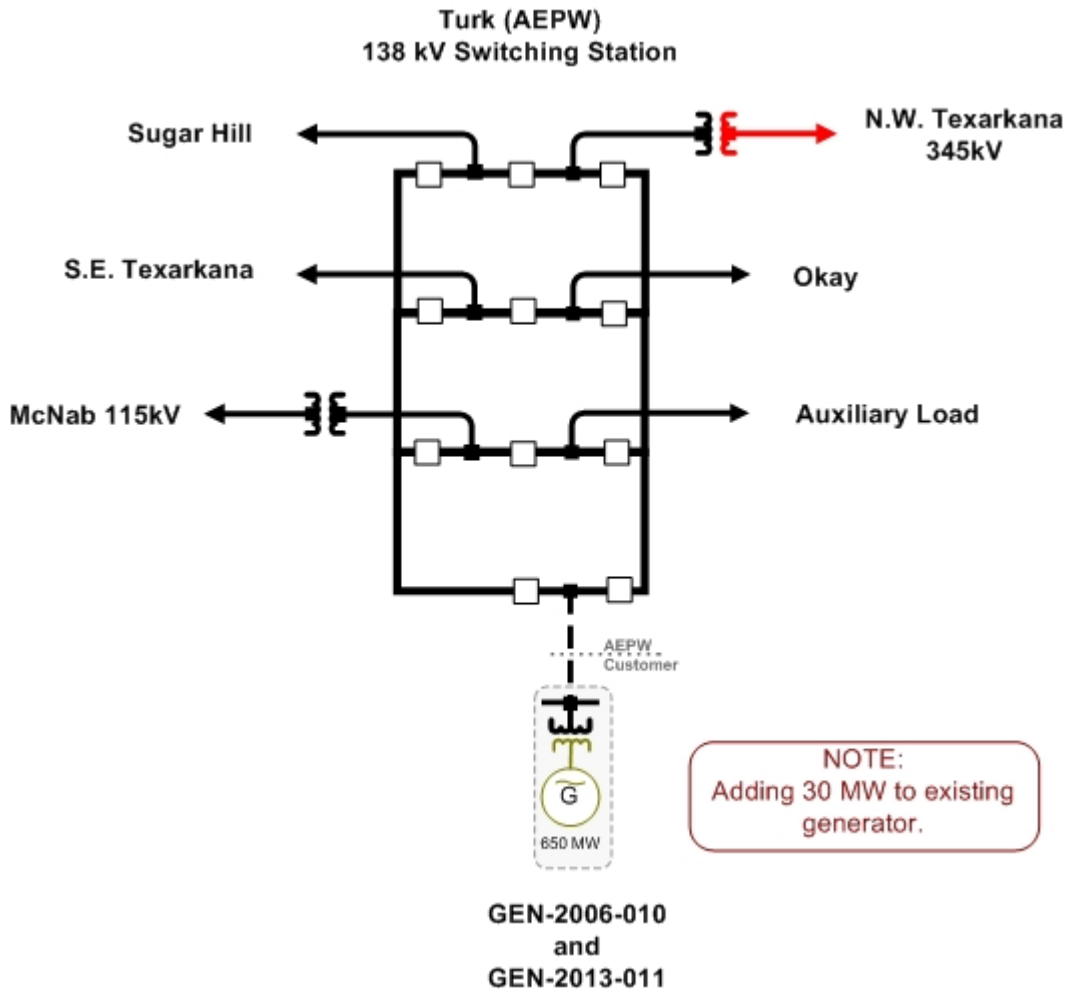 Turk (AEPW)
138 kV Switching Station
Sugar Hill
N.W. Texarkana
345kV
S.E. Texarkana
Okay
McNab 115kV
Auxiliary Load
AEPW
Customer
G
650 MW
NOTE:
Adding 30 MW to existing
generator.
GEN-2006-010
and
GEN-2013-011